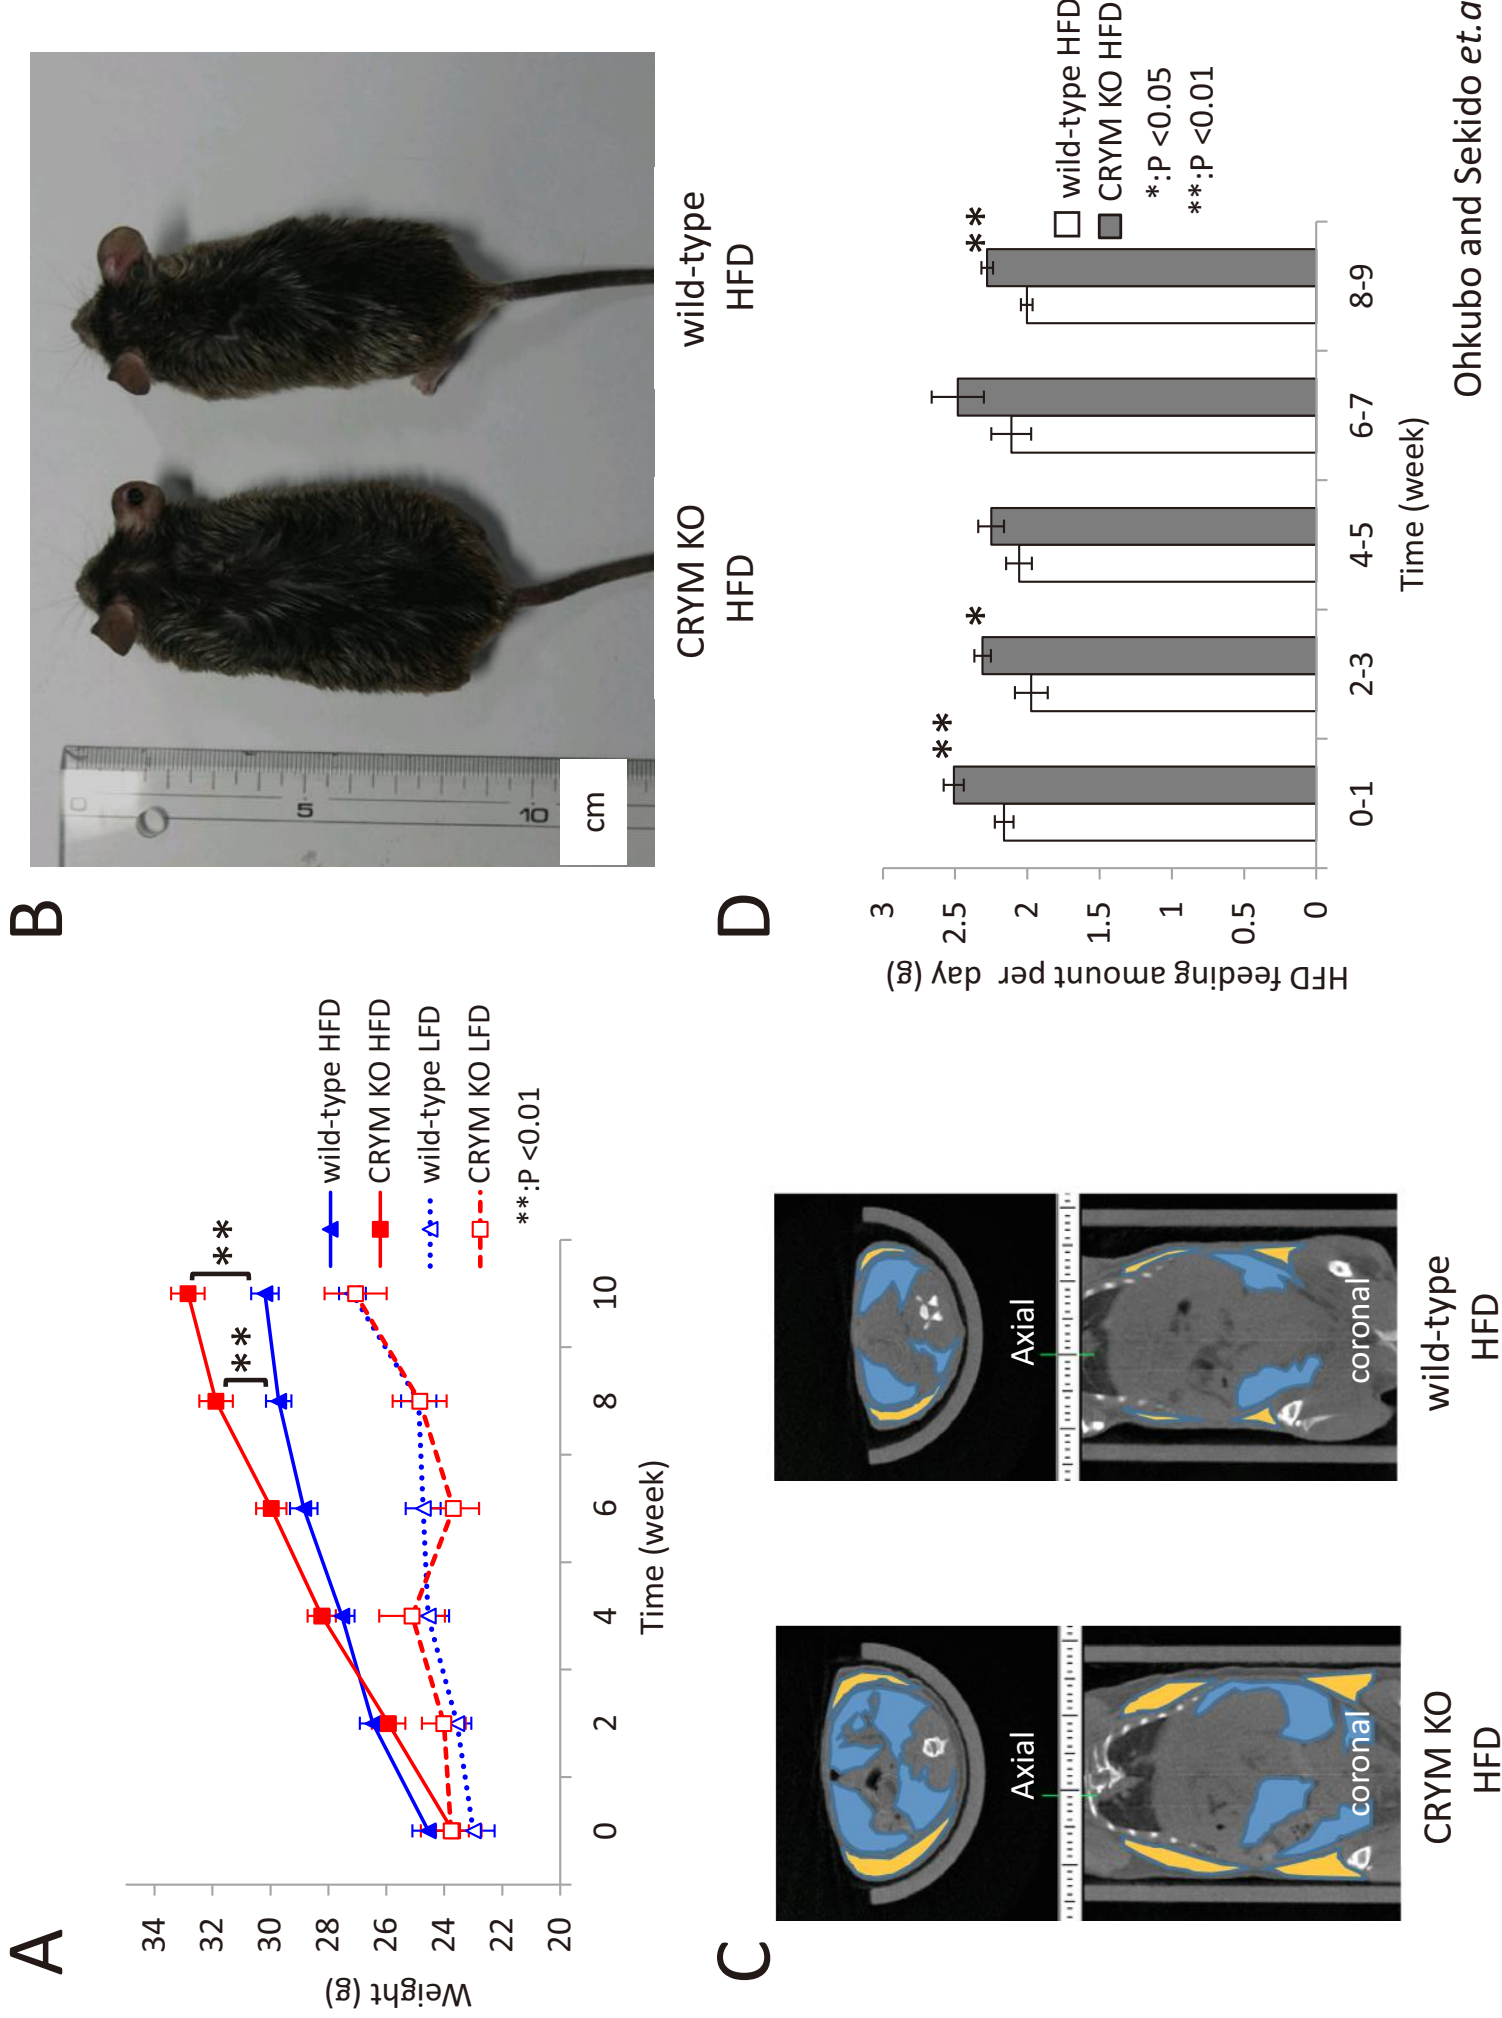 A
34
32
30
28
26
24
22
20
Weight (g)
0
2
4
6
8
10
Time (week)
**
**
wild-type HFD
CRYM KO HFD
wild-type LFD
CRYM KO LFD
**:P <0.01
B
0
5
10
cm
CRYM KO
HFD
wild-type
HFD
C
Axial
coronal
CRYM KO
HFD
Axial
coronal
wild-type
HFD
D
3
2.5
2
1.5
1
0.5
0
HFD feeding amount per day (g)
**
*
**
0-1
2-3
4-5
6-7
8-9
Time (week)
wild-type HFD
CRYM KO HFD
*:P <0.05
**:P <0.01
Ohkubo and Sekido et.a